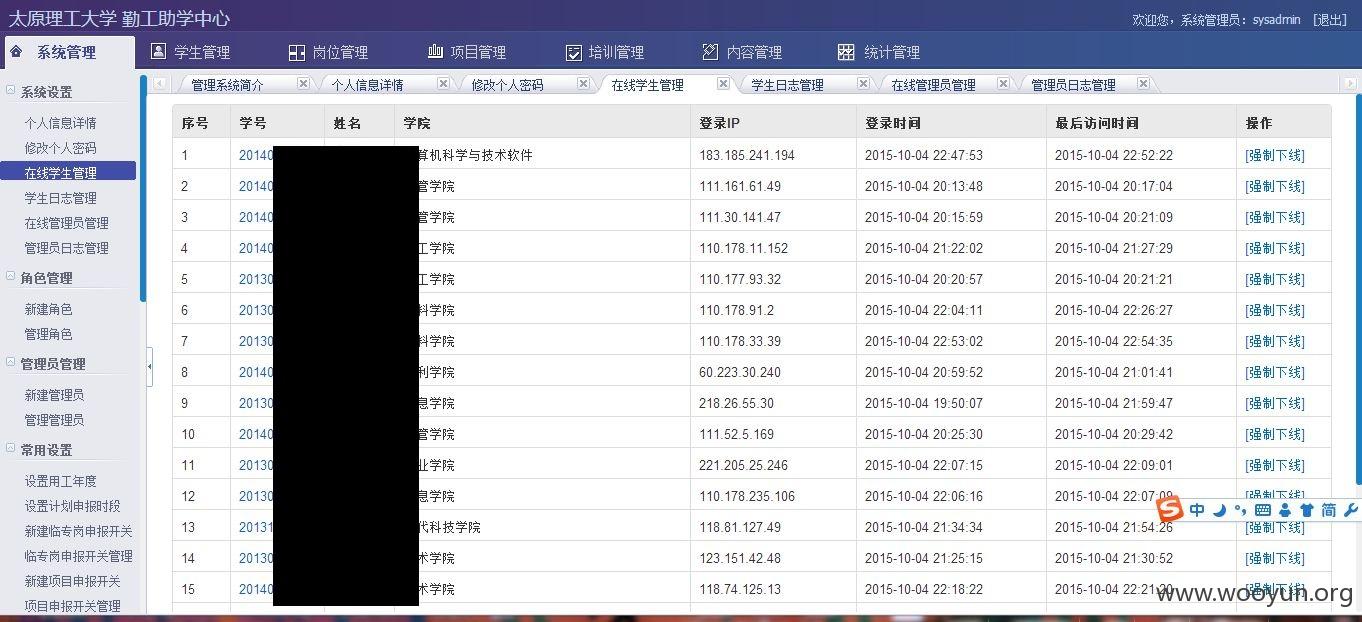 太原理工大学 勤工助学中心
欢迎您，系统管理员：sysadmin [退出]
系统管理 学生管理 岗位管理 项目管理 培训管理 内容管理 统计管理
管理系统简介 个人信息详情 修改个人密码 在线学生管理 学生日志管理 在线管理员管理 管理员日志管理
系统设置
个人信息详情
修改个人密码
在线学生管理
学生日志管理
在线管理员管理
管理员日志管理
角色管理
新建角色
管理角色
管理员管理
新建管理员
管理管理员
常用设置
设置用工年度
设置计划申报时段
新建临专岗申报开关
临专岗申报开关管理
新建项目申报开关
项目申报开关管理
序号 学号 姓名 学院 登录IP 登录时间 最后访问时间 操作
1 20140 算机科学与技术软件 183.185.241.194 2015-10-04 22:47:53 2015-10-04 22:52:22 [强制下线]
2 20140 管学院 111.161.61.49 2015-10-04 20:13:48 2015-10-04 20:17:04 [强制下线]
3 20140 管学院 111.30.141.47 2015-10-04 20:15:59 2015-10-04 20:21:09 [强制下线]
4 20140 工学院 110.178.11.152 2015-10-04 21:22:02 2015-10-04 21:27:29 [强制下线]
5 20130 工学院 110.177.93.32 2015-10-04 20:20:57 2015-10-04 20:21:21 [强制下线]
6 20130 料学院 110.178.91.2 2015-10-04 22:04:11 2015-10-04 22:26:27 [强制下线]
7 20130 料学院 110.178.33.39 2015-10-04 22:53:02 2015-10-04 22:54:35 [强制下线]
8 20140 利学院 60.223.30.240 2015-10-04 20:59:52 2015-10-04 21:01:41 [强制下线]
9 20130 息学院 218.26.55.30 2015-10-04 19:50:07 2015-10-04 21:59:47 [强制下线]
10 20140 管学院 111.52.5.169 2015-10-04 20:25:30 2015-10-04 20:29:42 [强制下线]
11 20130 业学院 221.205.25.246 2015-10-04 22:07:15 2015-10-04 22:09:01 [强制下线]
12 20130 息学院 110.178.235.106 2015-10-04 22:06:16 2015-10-04 22:07:09 [强制下线]
13 20131 代科技学院 118.81.127.49 2015-10-04 21:34:34 2015-10-04 21:54:26 [强制下线]
14 20130 术学院 123.151.42.48 2015-10-04 21:25:15 2015-10-04 21:30:52 [强制下线]
15 20140 术学院 118.74.125.13 2015-10-04 22:18:22 2015-10-04 22:21:20 [强制下线]
S 中 简
www.wooyun.org